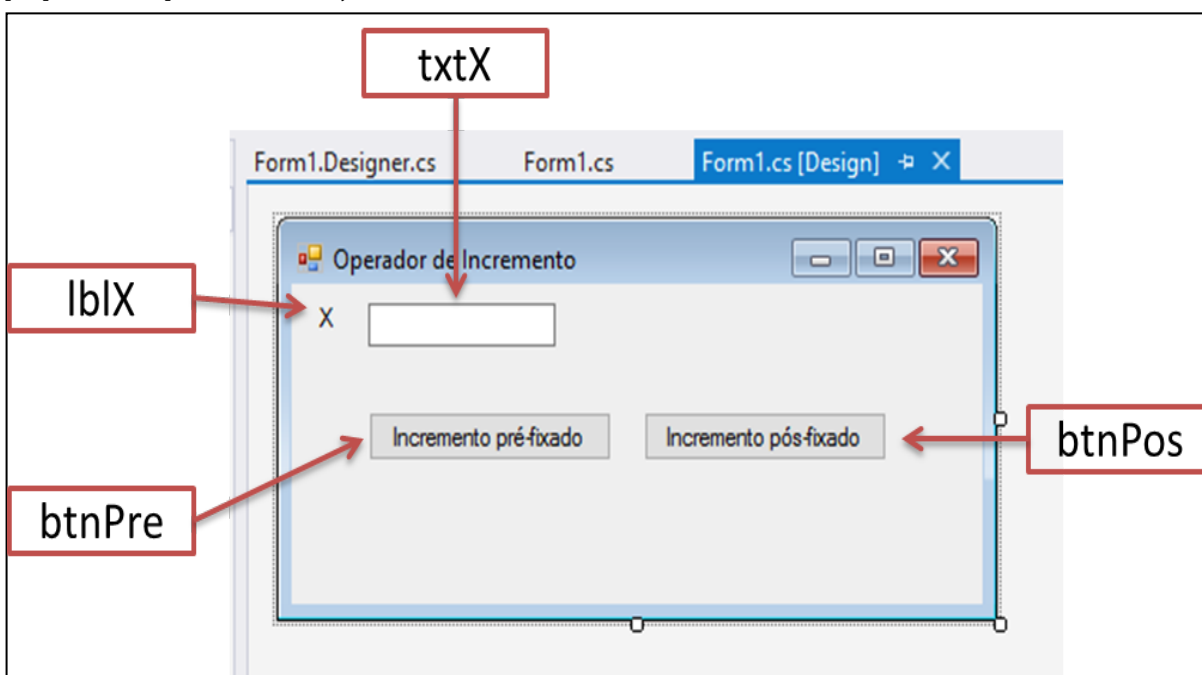 txtX
Form1.Designer.cs Form1.cs Form1.cs [Design]
Operador de Incremento
lblX
X
Incremento pré-fixado Incremento pós-fixado
btnPos
btnPre